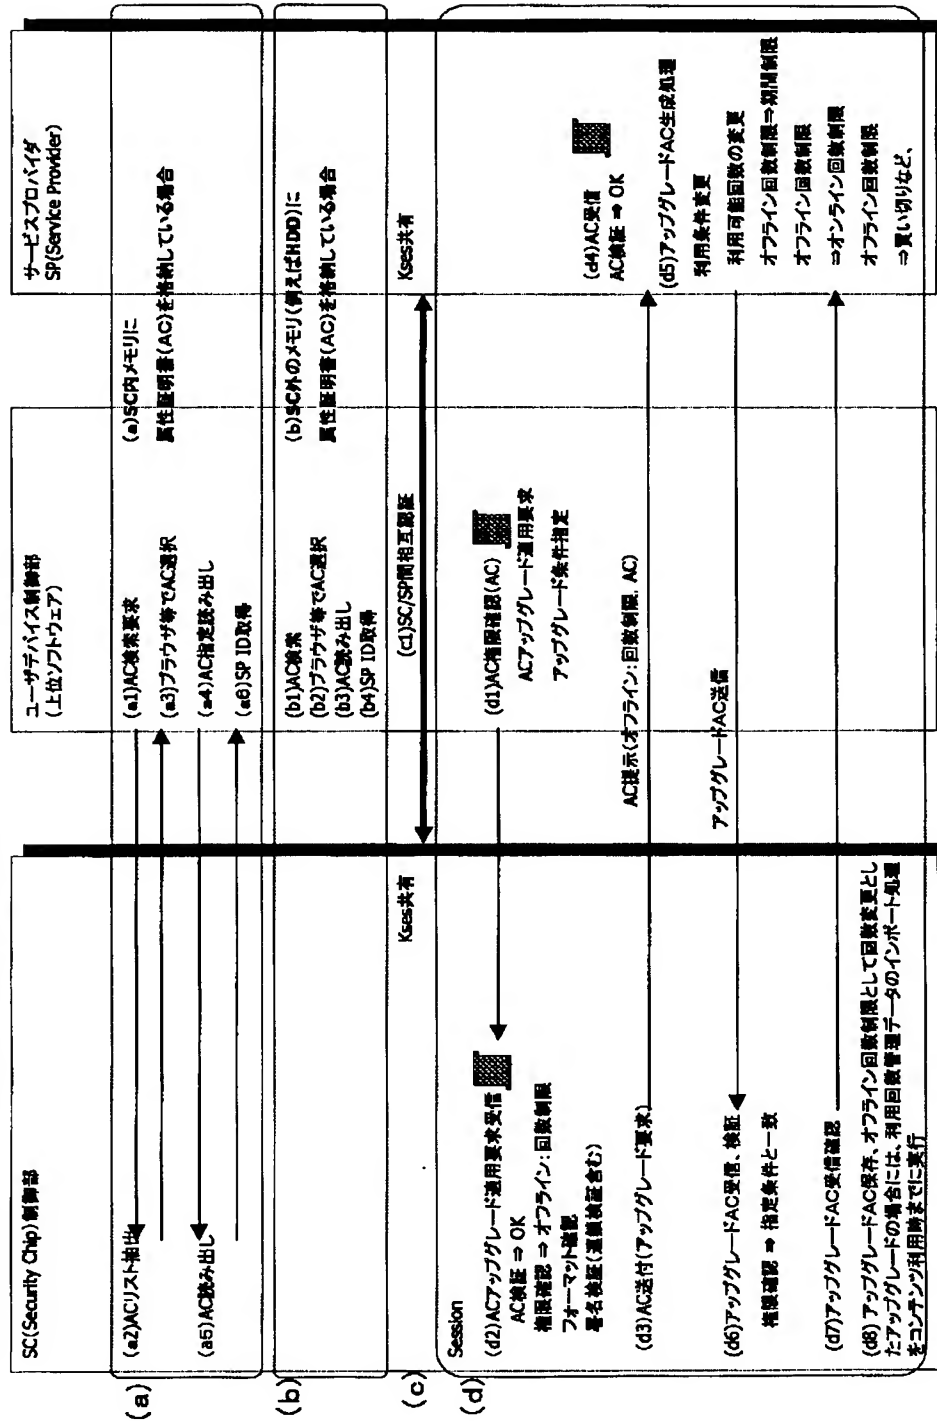 SC(Security Chip)制御部
ユーザデバイス制御部
(上位ソフトウェア)
サービスプロバイダ
SP(Service Provider)
(a)
(a1)AC検索要求
(a2)ACリスト抽出
(a3)ブラウザ等でAC選択
(a4)AC指定読み出し
(a5)AC読み出し
(a6)SP ID取得
(a)SC内メモリに
属性証明書(AC)を格納している場合
(b)
(b1)AC検索
(b2)ブラウザ等でAC選択
(b3)AC読み出し
(b4)SP ID取得
(b)SC外のメモリ(例えばHDD)に
属性証明書(AC)を格納している場合
(c)
Kses共有
(c1)SC/SP間相互認証
Kses共有
(d)
Session
(d1)AC権限確認(AC)
ACアップグレード適用要求
アップグレード条件指定
(d2)ACアップグレード適用要求受信
AC検証 ⇒ OK
権限確認 ⇒ オフライン:回数制限
フォーマット確認
署名検証(連鎖検証含む)
(d3)AC送付(アップグレード要求)
AC提示(オフライン:回数制限, AC)
(d4)AC受信
AC検証 ⇒ OK
(d5)アップグレードAC生成処理
利用条件変更
利用可能回数の変更
オフライン回数制限⇒期間制限
オフライン回数制限
⇒オンライン回数制限
オフライン回数制限
⇒買い切りなど、
アップグレードAC送信
(d6)アップグレードAC受信、検証
権限確認 ⇒ 指定条件と一致
(d7)アップグレードAC受信確認
(d8)アップグレードAC保存、オフライン回数制限として回数変更とし
たアップグレードの場合には、利用回数管理データのインポート処理
をコンテンツ利用時までに実行